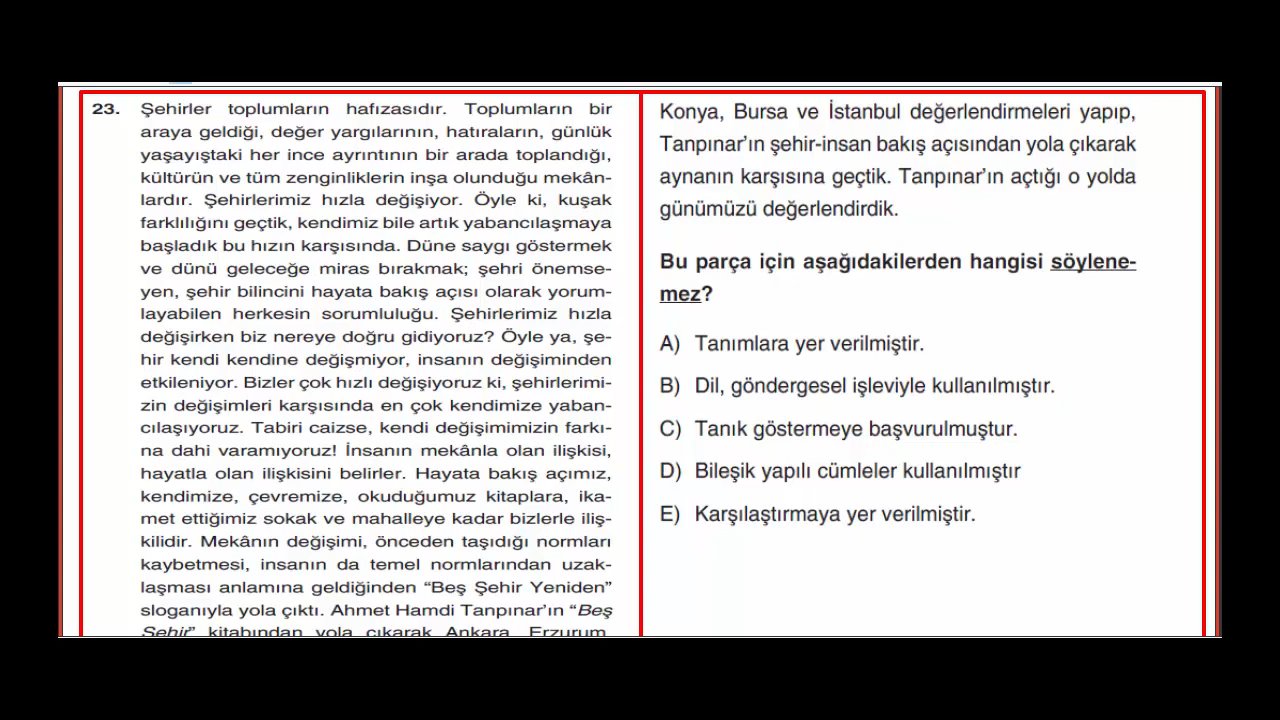 23. Şehirler toplumların hafızasıdır. Toplumların bir
araya geldiği, değer yargılarının, hatıraların, günlük
yaşayıştaki her ince ayrıntının bir arada toplandığı,
kültürün ve tüm zenginliklerin inşa olunduğu mekân-
lardır. Şehirlerimiz hızla değişiyor. Öyle ki, kuşak
farklılığını geçtik, kendimiz bile artık yabancılaşmaya
başladık bu hızın karşısında. Düne saygı göstermek
ve dünü geleceğe miras bırakmak; şehri önemse-
yen, şehir bilincini hayata bakış açısı olarak yorum-
layabilen herkesin sorumluluğu. Şehirlerimiz hızla
değişirken biz nereye doğru gidiyoruz? Öyle ya, şe-
hir kendi kendine değişmiyor, insanın değişiminden
etkileniyor. Bizler çok hızlı değişiyoruz ki, şehirlerimi-
zin değişimleri karşısında en çok kendimize yaban-
cılaşıyoruz. Tabiri caizse, kendi değişimimizin farkı-
na dahi varamıyoruz! İnsanın mekânla olan ilişkisi,
hayatla olan ilişkisini belirler. Hayata bakış açımız,
kendimize, çevremize, okuduğumuz kitaplara, ika-
met ettiğimiz sokak ve mahalleye kadar bizlerle iliş-
kilidir. Mekânın değişimi, önceden taşıdığı normları
kaybetmesi, insanın da temel normlarından uzak-
laşması anlamına geldiğinden “Beş Şehir Yeniden”
sloganıyla yola çıktı. Ahmet Hamdi Tanpınar’ın “Beş
Şehir” kitabından yola çıkarak Ankara, Erzurum,
Konya, Bursa ve İstanbul değerlendirmeleri yapıp,
Tanpınar’ın şehir-insan bakış açısından yola çıkarak
aynanın karşısına geçtik. Tanpınar’ın açtığı o yolda
günümüzü değerlendirdik.
Bu parça için aşağıdakilerden hangisi söylene-
mez?
A) Tanımlara yer verilmiştir.
B) Dil, göndergesel işleviyle kullanılmıştır.
C) Tanık göstermeye başvurulmuştur.
D) Bileşik yapılı cümleler kullanılmıştır
E) Karşılaştırmaya yer verilmiştir.